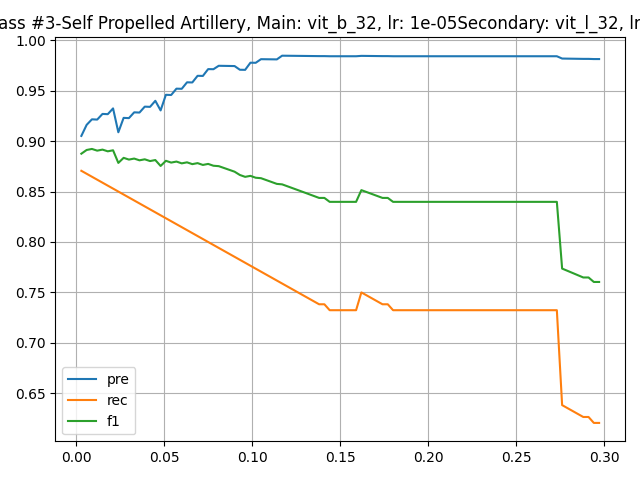 ass #3-Self Propelled Artillery, Main: vit_b_32, lr: 1e-05Secondary: vit_l_32, lr
1.00
0.95
0.90
0.85
0.80
0.75
0.70
0.65
pre
rec
f1
0.00 0.05 0.10 0.15 0.20 0.25 0.30